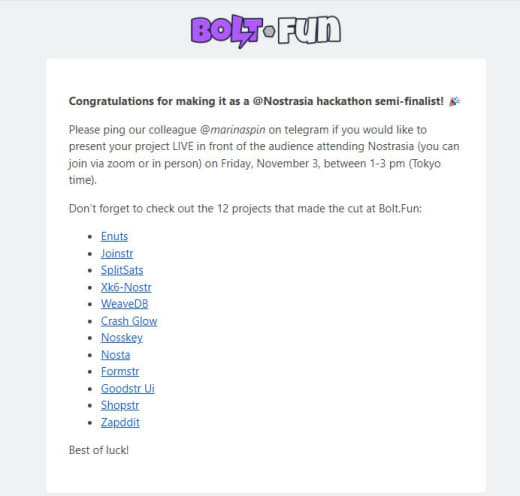 BOLT⚡FUN
Congratulations for making it as a @Nostrasia hackathon semi-finalist! 🎉
Please ping our colleague @marinaspin on telegram if you would like to
present your project LIVE in front of the audience attending Nostrasia (you can
join via zoom or in person) on Friday, November 3, between 1-3 pm (Tokyo
time).
Don´t forget to check out the 12 projects that made the cut at Bolt.Fun:
• Enuts
• Joinstr
• SplitSats
• Xk6-Nostr
• WeaveDB
• Crash Glow
• Nosskey
• Nosta
• Formstr
• Goodstr Ui
• Shopstr
• Zapddit
Best of luck!